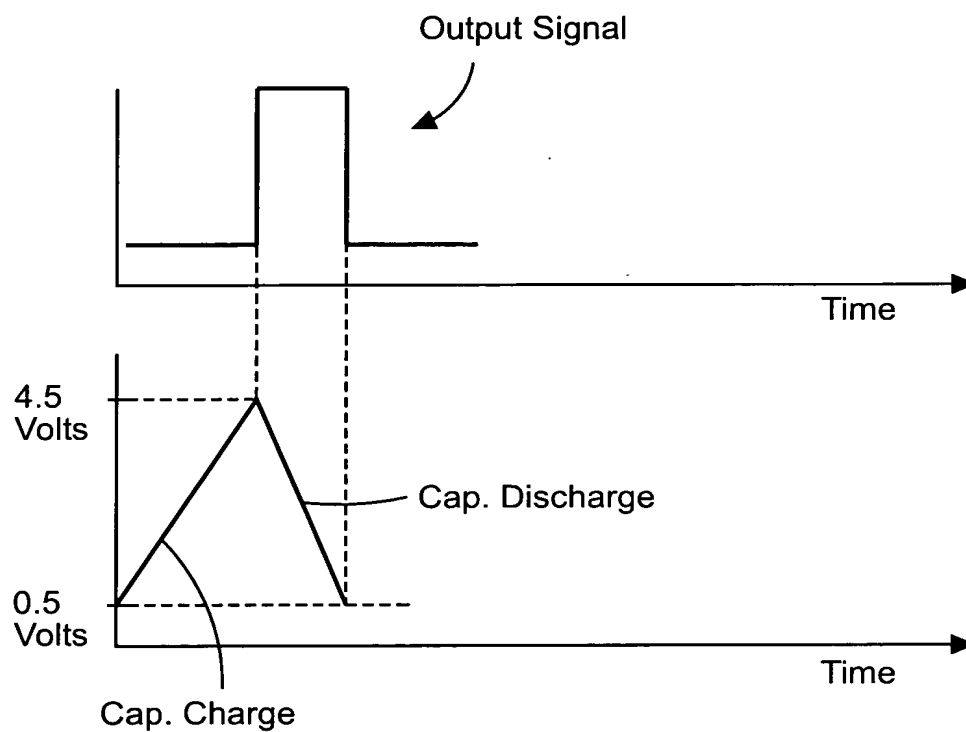 Output Signal
Time
4.5
Volts
Cap. Discharge
0.5
Volts
Time
Cap. Charge